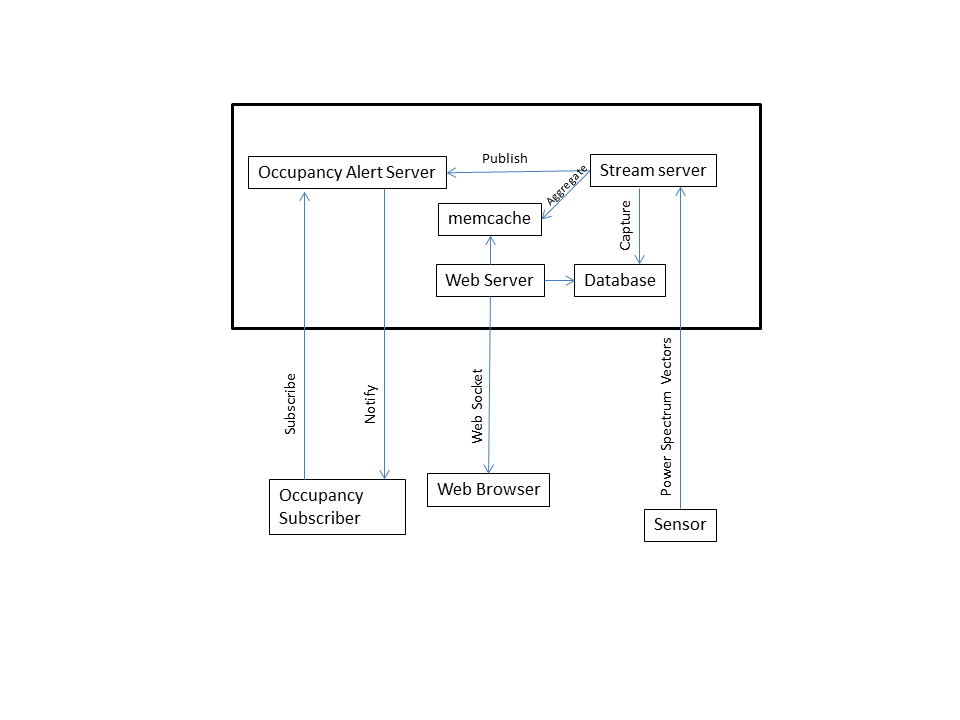 Publish
Stream server
Occupancy Alert Server
Aggregate
memcache
Capture
Web Server
Database
Subscribe
Notify
Web Socket
Power Spectrum Vectors
Occupancy
Subscriber
Web Browser
Sensor